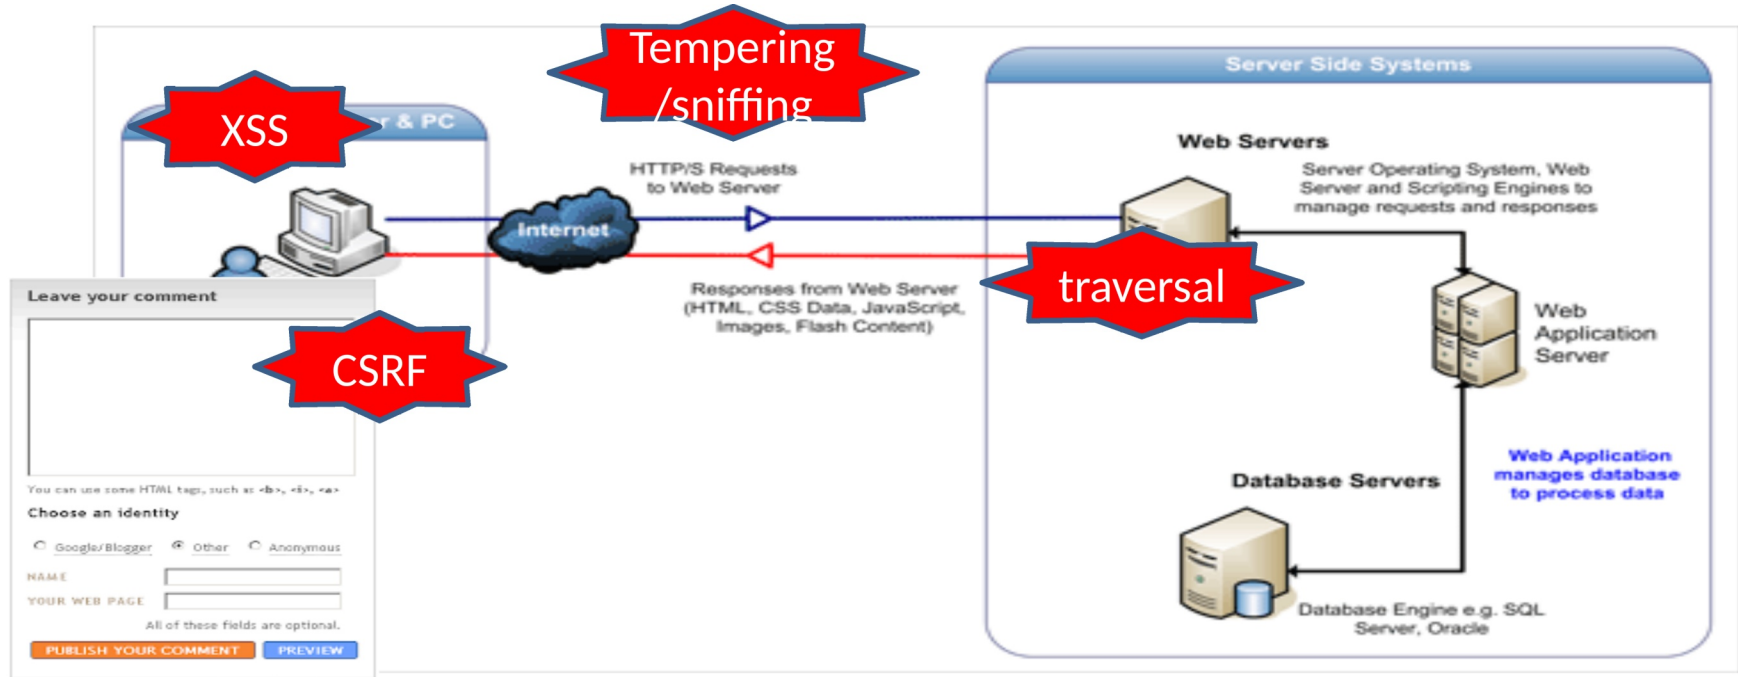 Tempering
/sniffing
Server Side Systems
XSS
r & PC
Web Servers
HTTP/S Requests
to Web Server
Server Operating System, Web
Server and Scripting Engines to
manage requests and responses
Internet
traversal
Responses from Web Server
(HTML, CSS Data, JavaScript,
Images, Flash Content)
Web
Application
Server
Leave your comment
CSRF
Web Application
manages database
to process data
Database Servers
You can use some HTML tags, such as <b>, <i>, <a>
Choose an identity
Google/Blogger Other Anonymous
NAME
YOUR WEB PAGE
All of these fields are optional.
PUBLISH YOUR COMMENT PREVIEW
Database Engine e.g. SQL
Server, Oracle